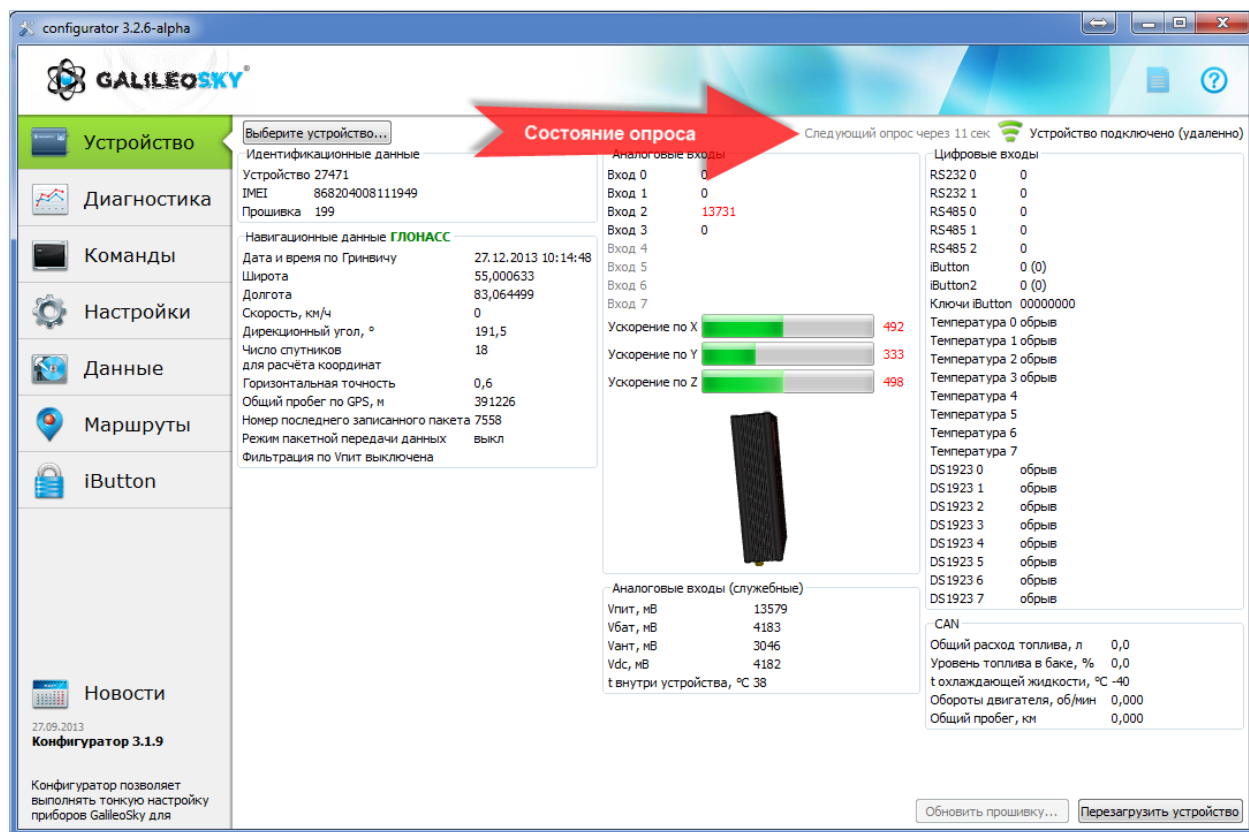 configurator 3.2.6-alpha
GALILEOSKY®
Устройство
Диагностика
Команды
Настройки
Данные
Маршруты
iButton
Новости
27.09.2013
Конфигуратор 3.1.9
Конфигуратор позволяет
выполнять тонкую настройку
приборов GalileoSky для
Выберите устройство...
Состояние опроса
Следующий опрос через 11 сек
Устройство подключено (удаленно)
Идентификационные данные
Устройство 27471
IMEI 868204008111949
Прошивка 199
Навигационные данные ГЛОНАСС
Дата и время по Гринвичу 27.12.2013 10:14:48
Широта 55,000633
Долгота 83,064499
Скорость, км/ч 0
Дирекционный угол, ° 191,5
Число спутников 18
для расчёта координат
Горизонтальная точность 0,6
Общий пробег по GPS, м 391226
Номер последнего записанного пакета 7558
Режим пакетной передачи данных выкл
Фильтрация по Vпит выключена
Аналоговые входы
Вход 0 0
Вход 1 0
Вход 2 13731
Вход 3 0
Вход 4
Вход 5
Вход 6
Вход 7
Ускорение по X 492
Ускорение по Y 333
Ускорение по Z 498
Аналоговые входы (служебные)
Vпит, мВ 13579
Vбат, мВ 4183
Vант, мВ 3046
Vdc, мВ 4182
t внутри устройства, °C 38
Цифровые входы
RS232 0 0
RS232 1 0
RS485 0 0
RS485 1 0
RS485 2 0
iButton 0 (0)
iButton2 0 (0)
Ключи iButton 00000000
Температура 0 обрыв
Температура 1 обрыв
Температура 2 обрыв
Температура 3 обрыв
Температура 4
Температура 5
Температура 6
Температура 7
DS1923 0 обрыв
DS1923 1 обрыв
DS1923 2 обрыв
DS1923 3 обрыв
DS1923 4 обрыв
DS1923 5 обрыв
DS1923 6 обрыв
DS1923 7 обрыв
CAN
Общий расход топлива, л 0,0
Уровень топлива в баке, % 0,0
t охлаждающей жидкости, °C -40
Обороты двигателя, об/мин 0,000
Общий пробег, км 0,000
Обновить прошивку...
Перезагрузить устройство